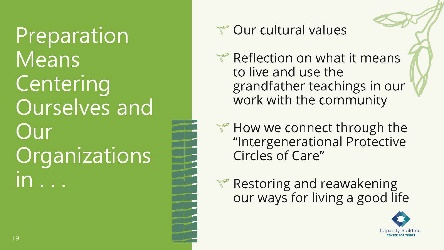 Preparation
Means
Centering
Ourselves and
Our
Organizations
in . . .
Our cultural values
Reflection on what it means
to live and use the
grandfather teachings in our
work with the community
How we connect through the
“Intergenerational Protective
Circles of Care”
Restoring and reawakening
our ways for living a good life
19